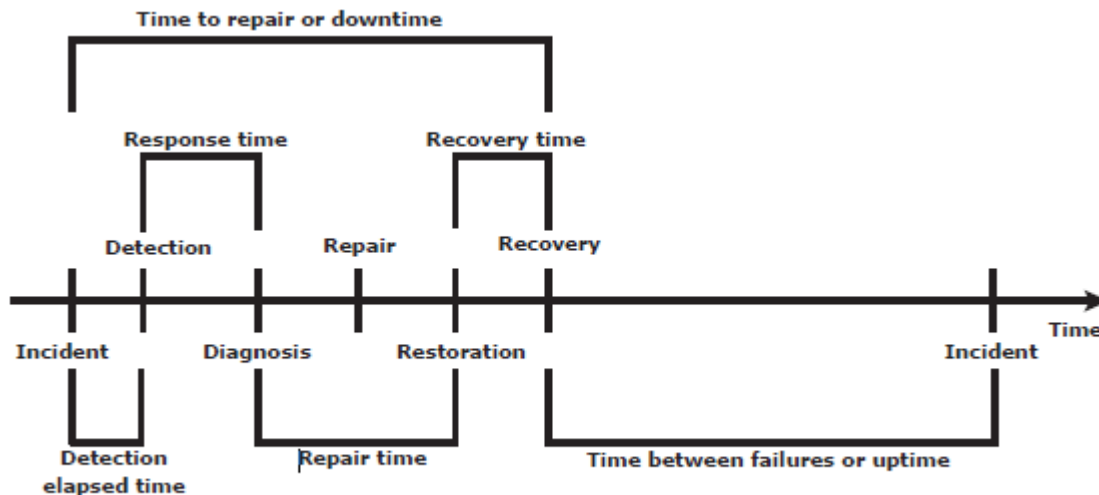 Time to repair or downtime
Response time
Recovery time
Detection
Repair
Recovery
Time
Incident
Diagnosis
Restoration
Incident
Detection
elapsed time
Repair time
Time between failures or uptime